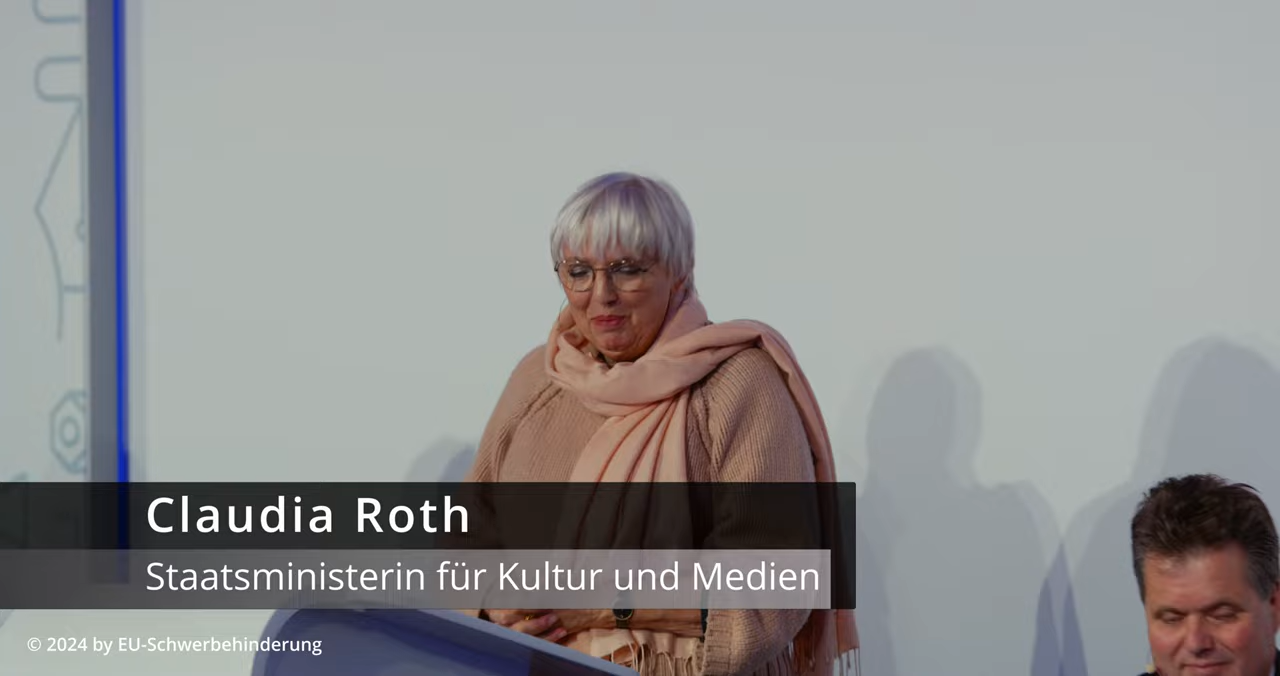 Claudia Roth
Staatsministerin für Kultur und Medien
© 2024 by EU-Schwerbehinderung